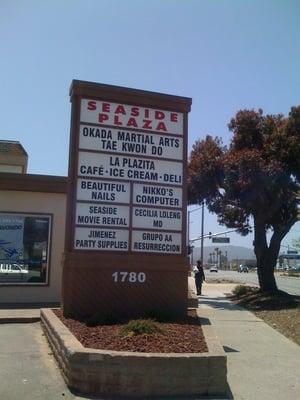 SEASIDE
PLAZA
OKADA MARTIAL ARTS
TAE KWON DO
LA PLAZITA
CAFÉ · ICE CREAM · DELI
BEAUTIFUL
NAILS
NIKKO'S
COMPUTER
SEASIDE
MOVIE RENTAL
CECILIA LOLENG
MD
JIMENEZ
PARTY SUPPLIES
GRUPO AA
RESURRECCION
1780